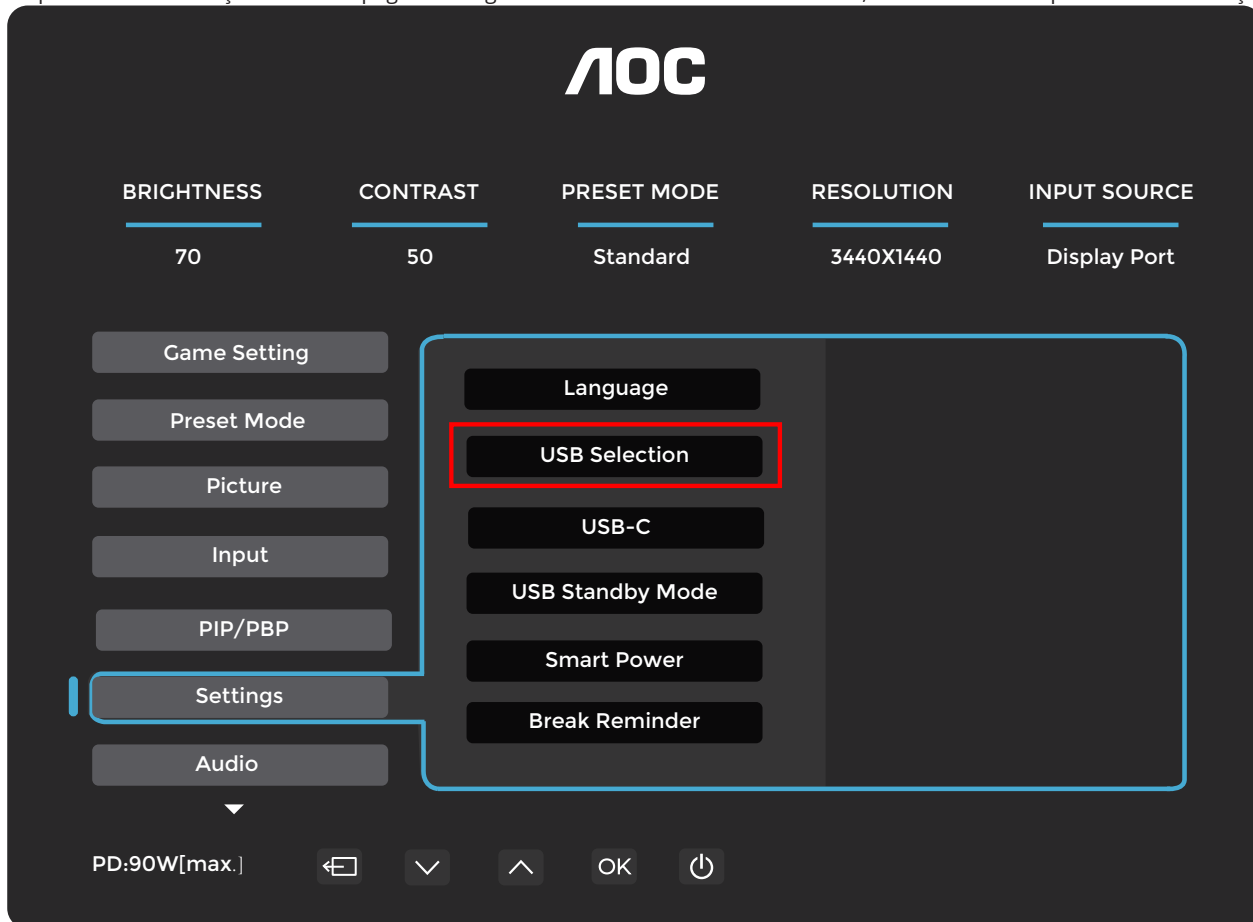 AOC
BRIGHTNESS CONTRAST PRESET MODE RESOLUTION INPUT SOURCE
70 50 Standard 3440X1440 Display Port
Game Setting
Preset Mode
Picture
Input
PIP/PBP
Settings
Audio
Language
USB Selection
USB-C
USB Standby Mode
Smart Power
Break Reminder
PD:90W[max.]
OK